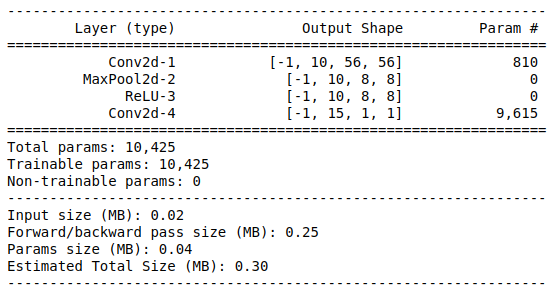 ----------------------------------------------------------------
Layer (type) Output Shape Param #
================================================================
Conv2d-1 [-1, 10, 56, 56] 810
MaxPool2d-2 [-1, 10, 8, 8] 0
ReLU-3 [-1, 10, 8, 8] 0
Conv2d-4 [-1, 15, 1, 1] 9,615
================================================================
Total params: 10,425
Trainable params: 10,425
Non-trainable params: 0
----------------------------------------------------------------
Input size (MB): 0.02
Forward/backward pass size (MB): 0.25
Params size (MB): 0.04
Estimated Total Size (MB): 0.30
----------------------------------------------------------------